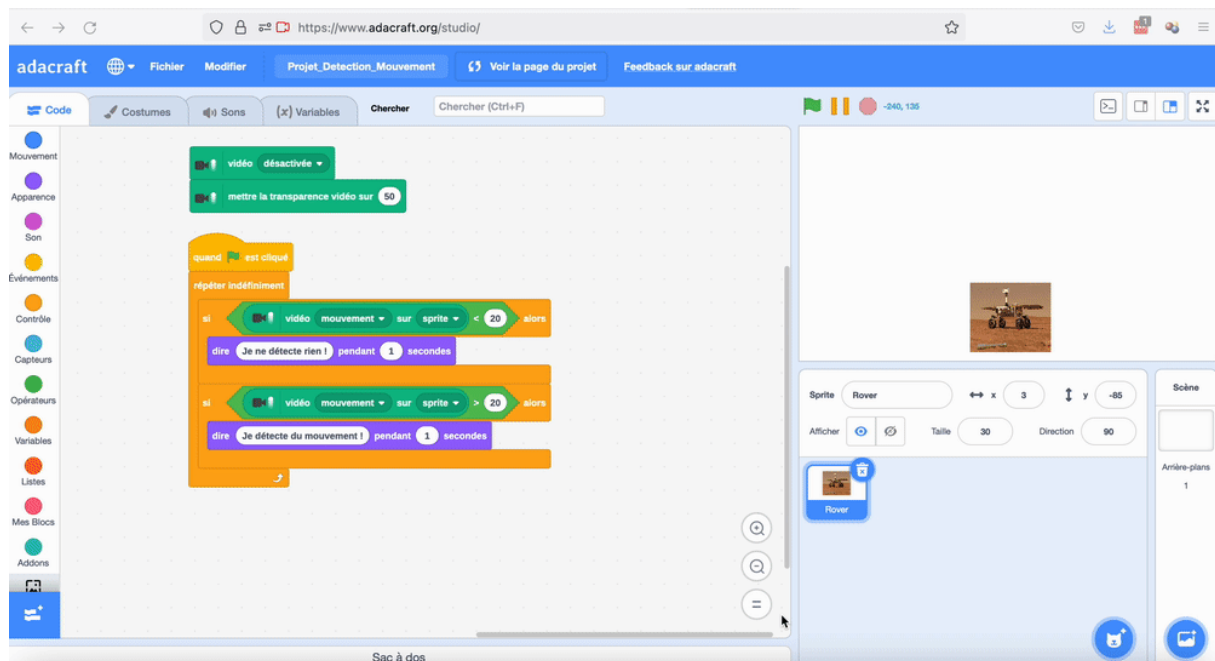 https://www.adacraft.org/studio/
adacraft Fichier Modifier Projet_Detection_Mouvement Voir la page du projet Feedback sur adacraft
Code Costumes Sons (x) Variables Chercher Chercher (Ctrl+F) -240, 135
Mouvement
Apparence
Son
Événements
Contrôle
Capteurs
Opérateurs
Variables
Listes
Mes Blocs
Addons
vidéo désactivée
mettre la transparence vidéo sur 50
quand est cliqué
répéter indéfiniment
si vidéo mouvement sur sprite < 20 alors
dire Je ne détecte rien ! pendant 1 secondes
si vidéo mouvement sur sprite > 20 alors
dire Je détecte du mouvement ! pendant 1 secondes
Sac à dos
Sprite Rover x 3 y -85
Afficher Taille 30 Direction 90
Rover
Scène
Arrière-plans
1